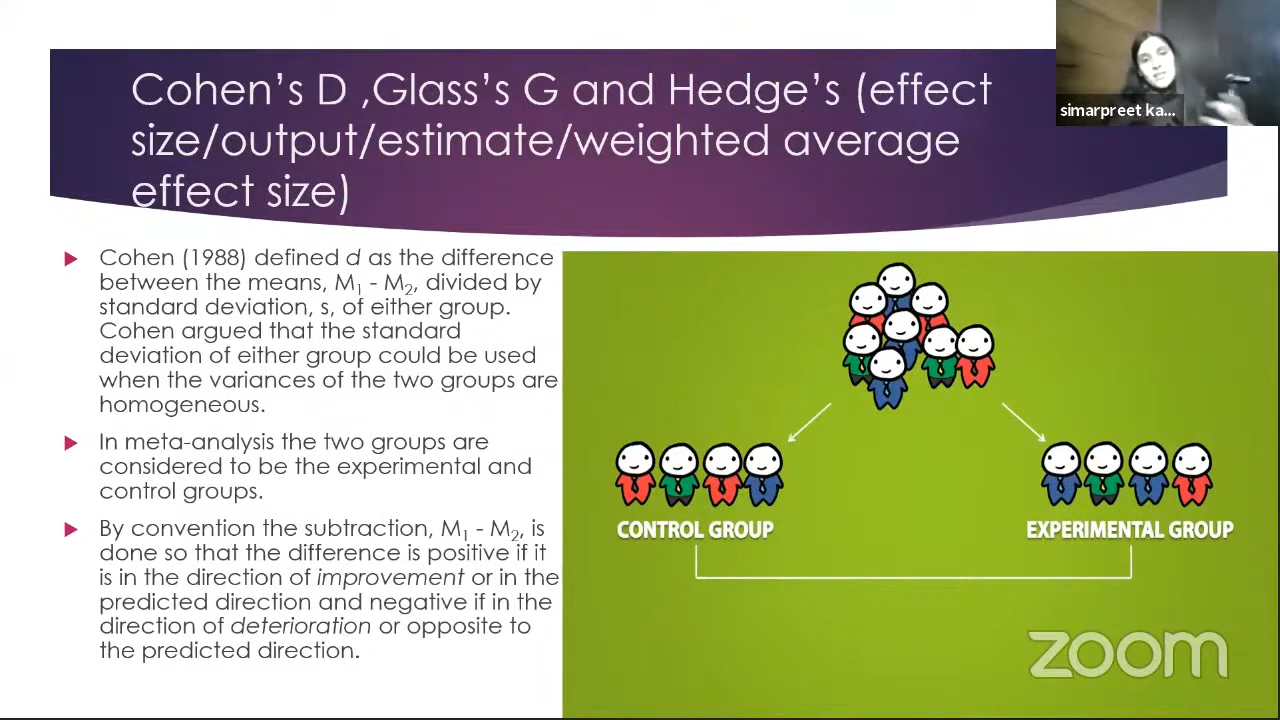 Cohen's D ,Glass's G and Hedge's (effect
size/output/estimate/weighted average
effect size)
simarpreet ka...
Cohen (1988) defined d as the difference
between the means, M1 - M2, divided by
standard deviation, s, of either group.
Cohen argued that the standard
deviation of either group could be used
when the variances of the two groups are
homogeneous.
In meta-analysis the two groups are
considered to be the experimental and
control groups.
By convention the subtraction, M1 - M2, is
done so that the difference is positive if it
is in the direction of improvement or in the
predicted direction and negative if in the
direction of deterioration or opposite to
the predicted direction.
CONTROL GROUP
EXPERIMENTAL GROUP
zoom